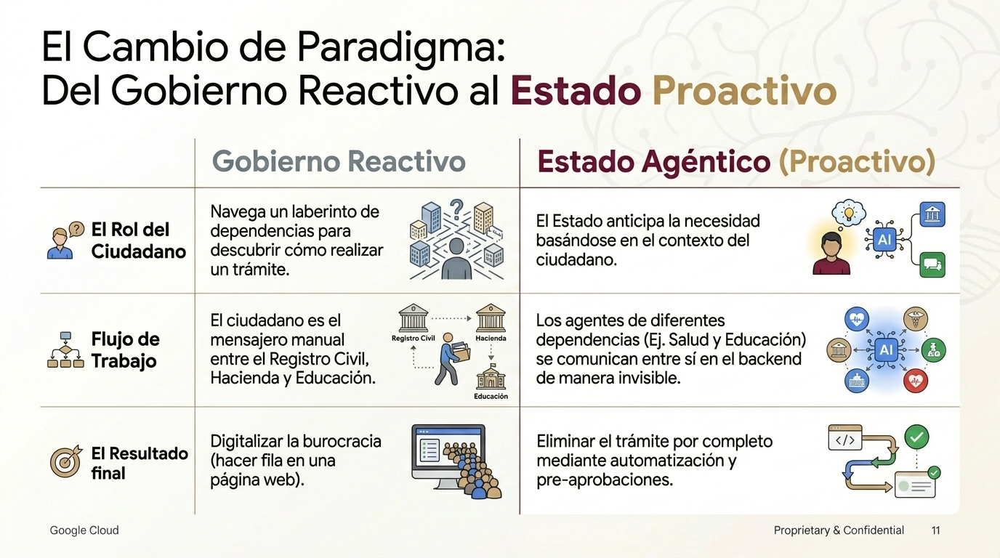 El Cambio de Paradigma:
Del Gobierno Reactivo al Estado Proactivo
Gobierno Reactivo
Estado Agéntico (Proactivo)
El Rol del
Ciudadano
Navega un laberinto de
dependencias para
descubrir cómo realizar
un trámite.
?
?
El Estado anticipa la necesidad
basándose en el contexto del
ciudadano.
AI
Flujo de
Trabajo
El ciudadano es el
mensajero manual
entre el Registro Civil,
Hacienda y Educación.
Registro Civil
Hacienda
Educación
Los agentes de diferentes
dependencias (Ej. Salud y Educación)
se comunican entre sí en el backend
de manera invisible.
AI
El Resultado
final
Digitalizar la burocracia
(hacer fila en una
página web).
Eliminar el trámite por completo
mediante automatización y
pre-aprobaciones.
</>
Google Cloud
Proprietary & Confidential
11